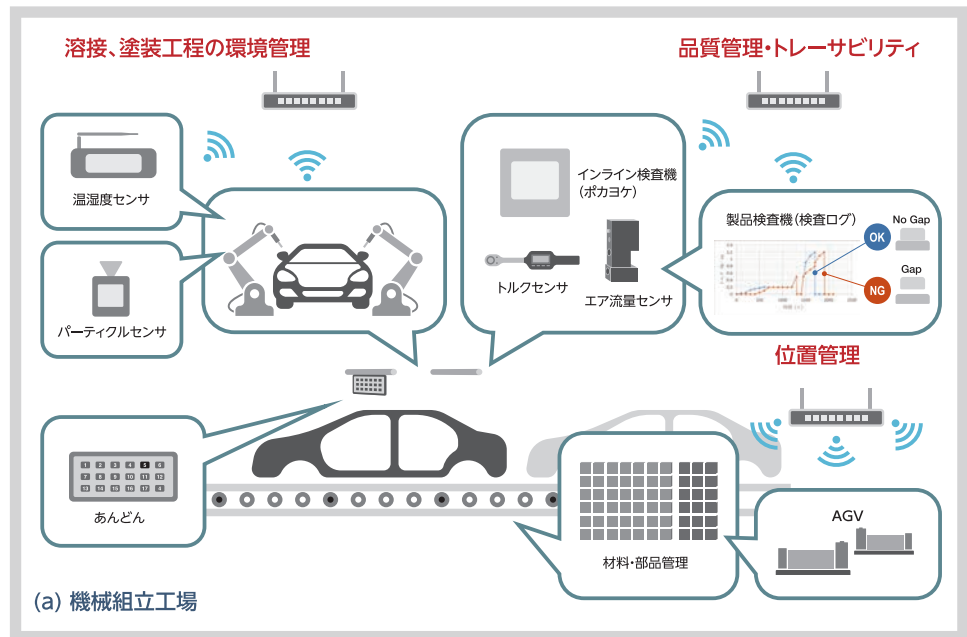 溶接、塗装工程の環境管理
品質管理・トレーサビリティ
温湿度センサ
パーティクルセンサ
インライン検査機
(ポカヨケ)
トルクセンサ
エア流量センサ
製品検査機(検査ログ)
No Gap
OK
Gap
NG
位置管理
1 2 3 4 5 6
7 8 9 10 11 12
13 14 15 16 17
あんどん
材料・部品管理
AGV
(a) 機械組立工場